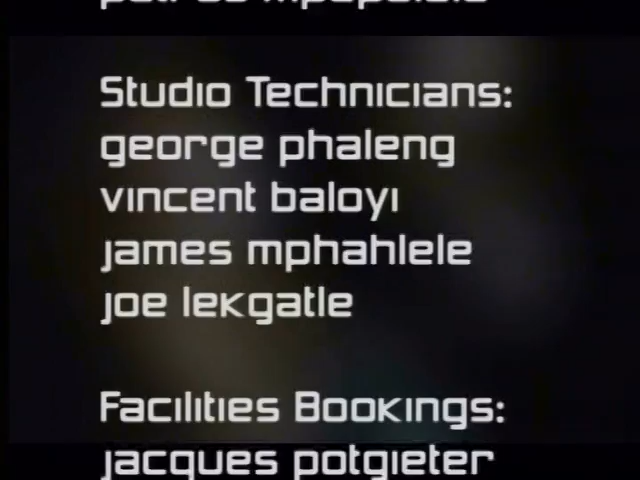 Studio Technicians:
george phaleng
vincent baloyi
james mphahlele
joe lekgatle
Facilities Bookings:
jacques potgieter